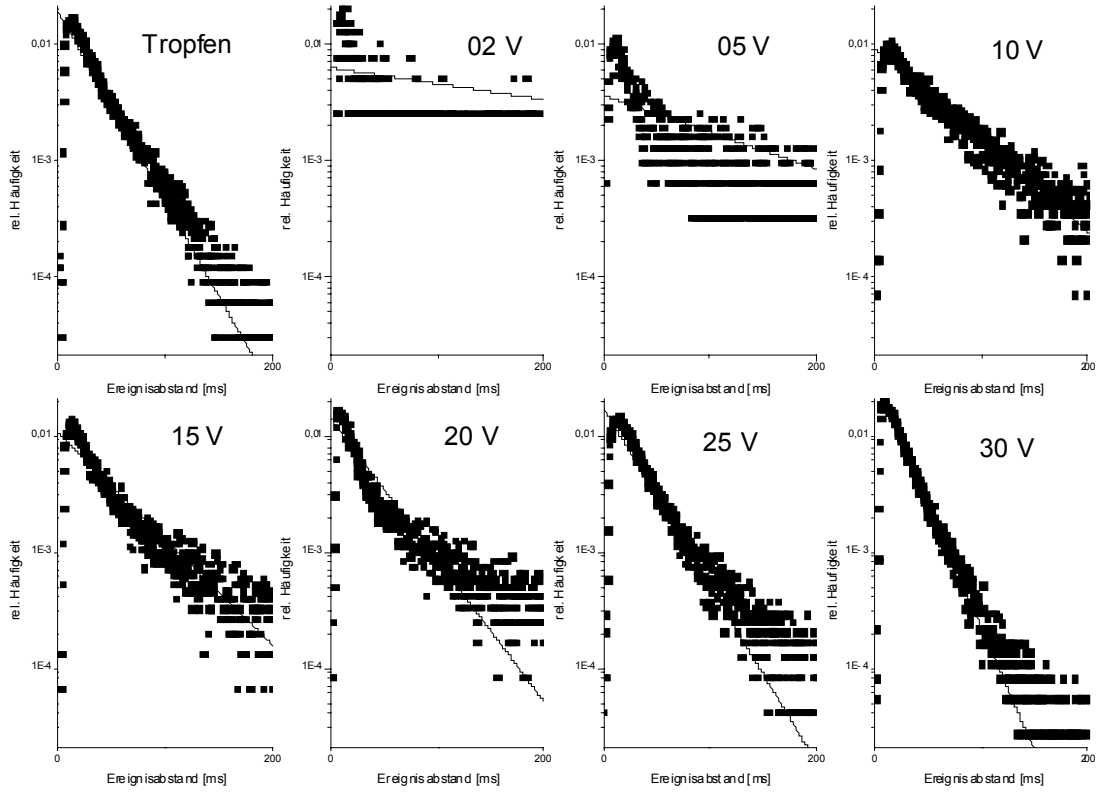 Tropfen
0,01
1E-3
1E-4
rel. Häufigkeit
0
200
Ereignisabstand [ms]
02 V
0,01
1E-3
1E-4
rel. Häufigkeit
0
200
Ereignisabstand [ms]
05 V
0,01
1E-3
1E-4
rel. Häufigkeit
0
200
Ereignisabstand [ms]
10 V
0,01
1E-3
1E-4
rel. Häufigkeit
0
200
Ereignisabstand [ms]
15 V
0,01
1E-3
1E-4
rel. Häufigkeit
0
200
Ereignisabstand [ms]
20 V
0,01
1E-3
1E-4
rel. Häufigkeit
0
200
Ereignisabstand [ms]
25 V
0,01
1E-3
1E-4
rel. Häufigkeit
0
200
Ereignisabstand [ms]
30 V
0,01
1E-3
1E-4
rel. Häufigkeit
0
200
Ereignisabstand [ms]